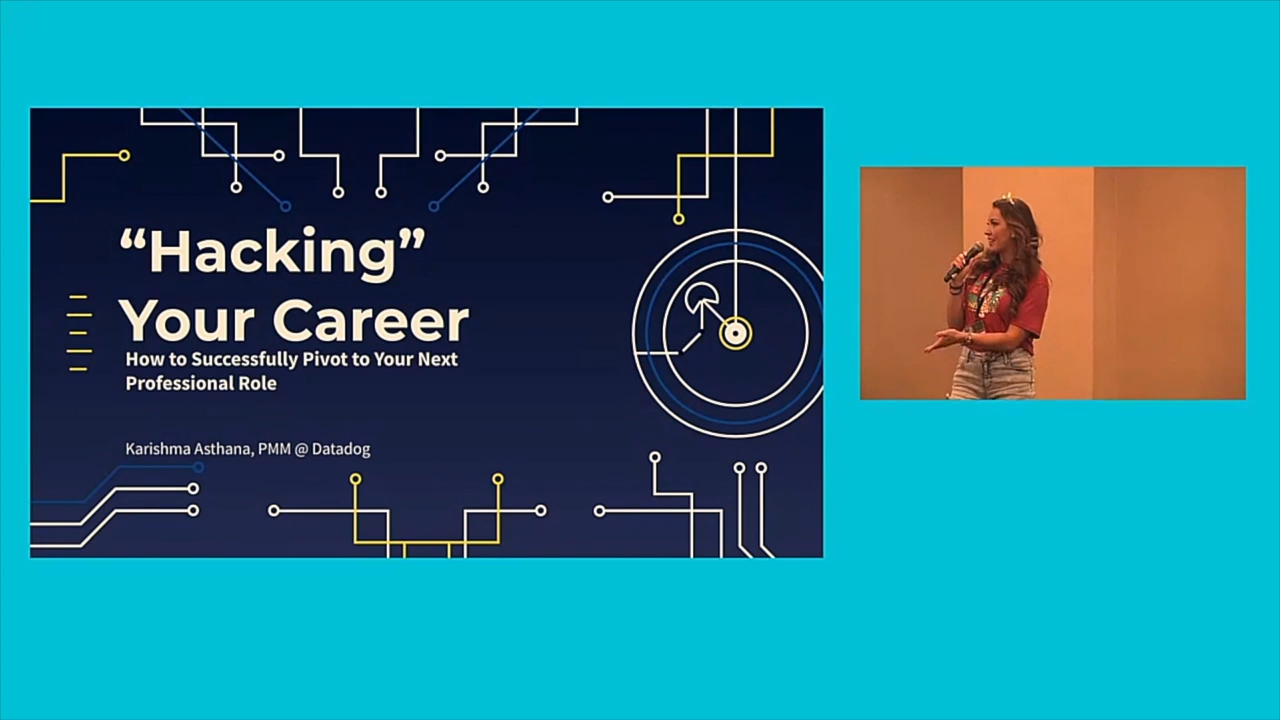 “Hacking”
Your Career
How to Successfully Pivot to Your Next
Professional Role
Karishma Asthana, PMM @ Datadog